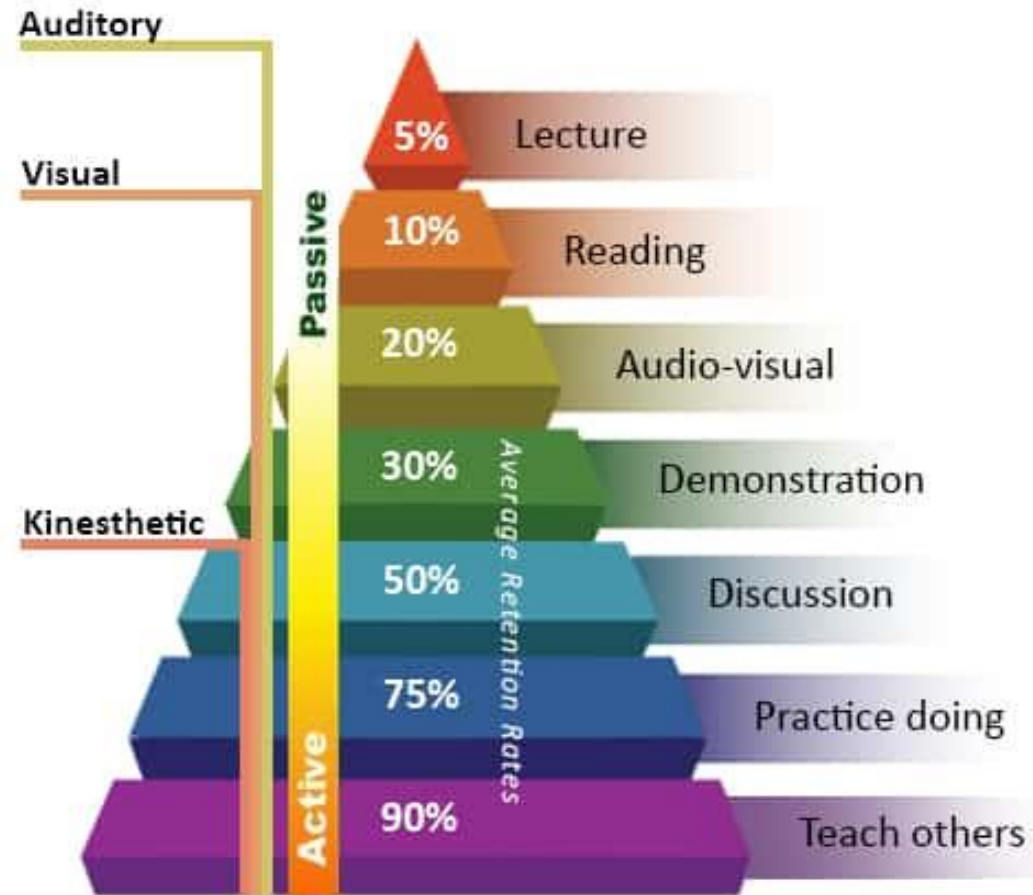 Auditory
Visual
Kinesthetic
Passive
Active
5%
Lecture
10%
Reading
20%
Audio-visual
30%
Demonstration
50%
Discussion
75%
Practice doing
90%
Teach others
Average Retention Rates